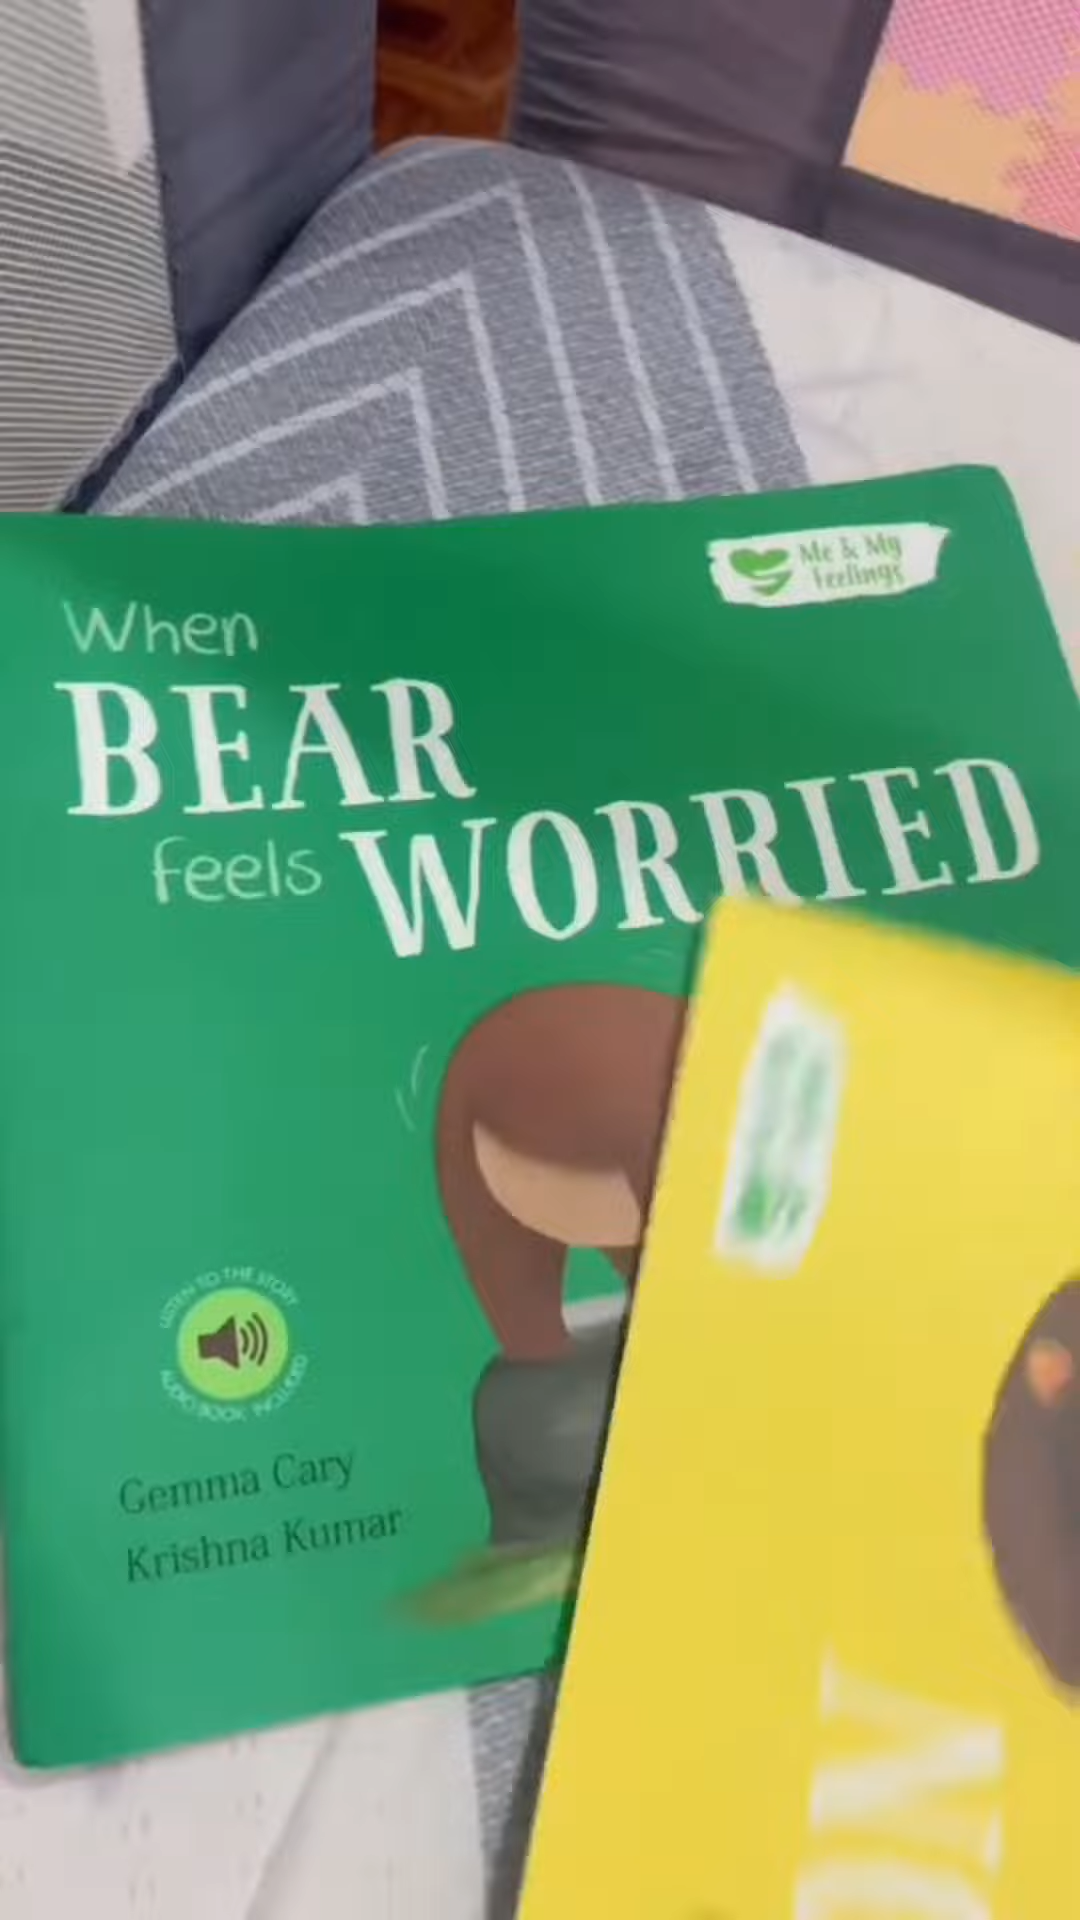 Me & My
Feelings
When
BEAR
feels WORRIED
LISTEN TO THE STORY
AUDIO BOOK INCLUDED
Gemma Cary
Krishna Kumar